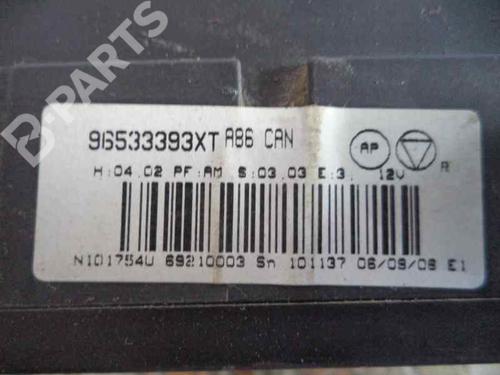 B-PARTS
96533393XT A86 CAN
AP
H:04.02 PF:AM S:03.03 E:3. 12V R
N101754U 69210003 Sn 101137 06/09/06 E1